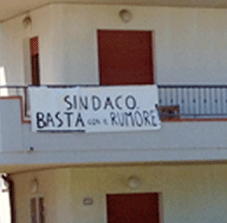 SINDACO
BASTA CON IL RUMORE